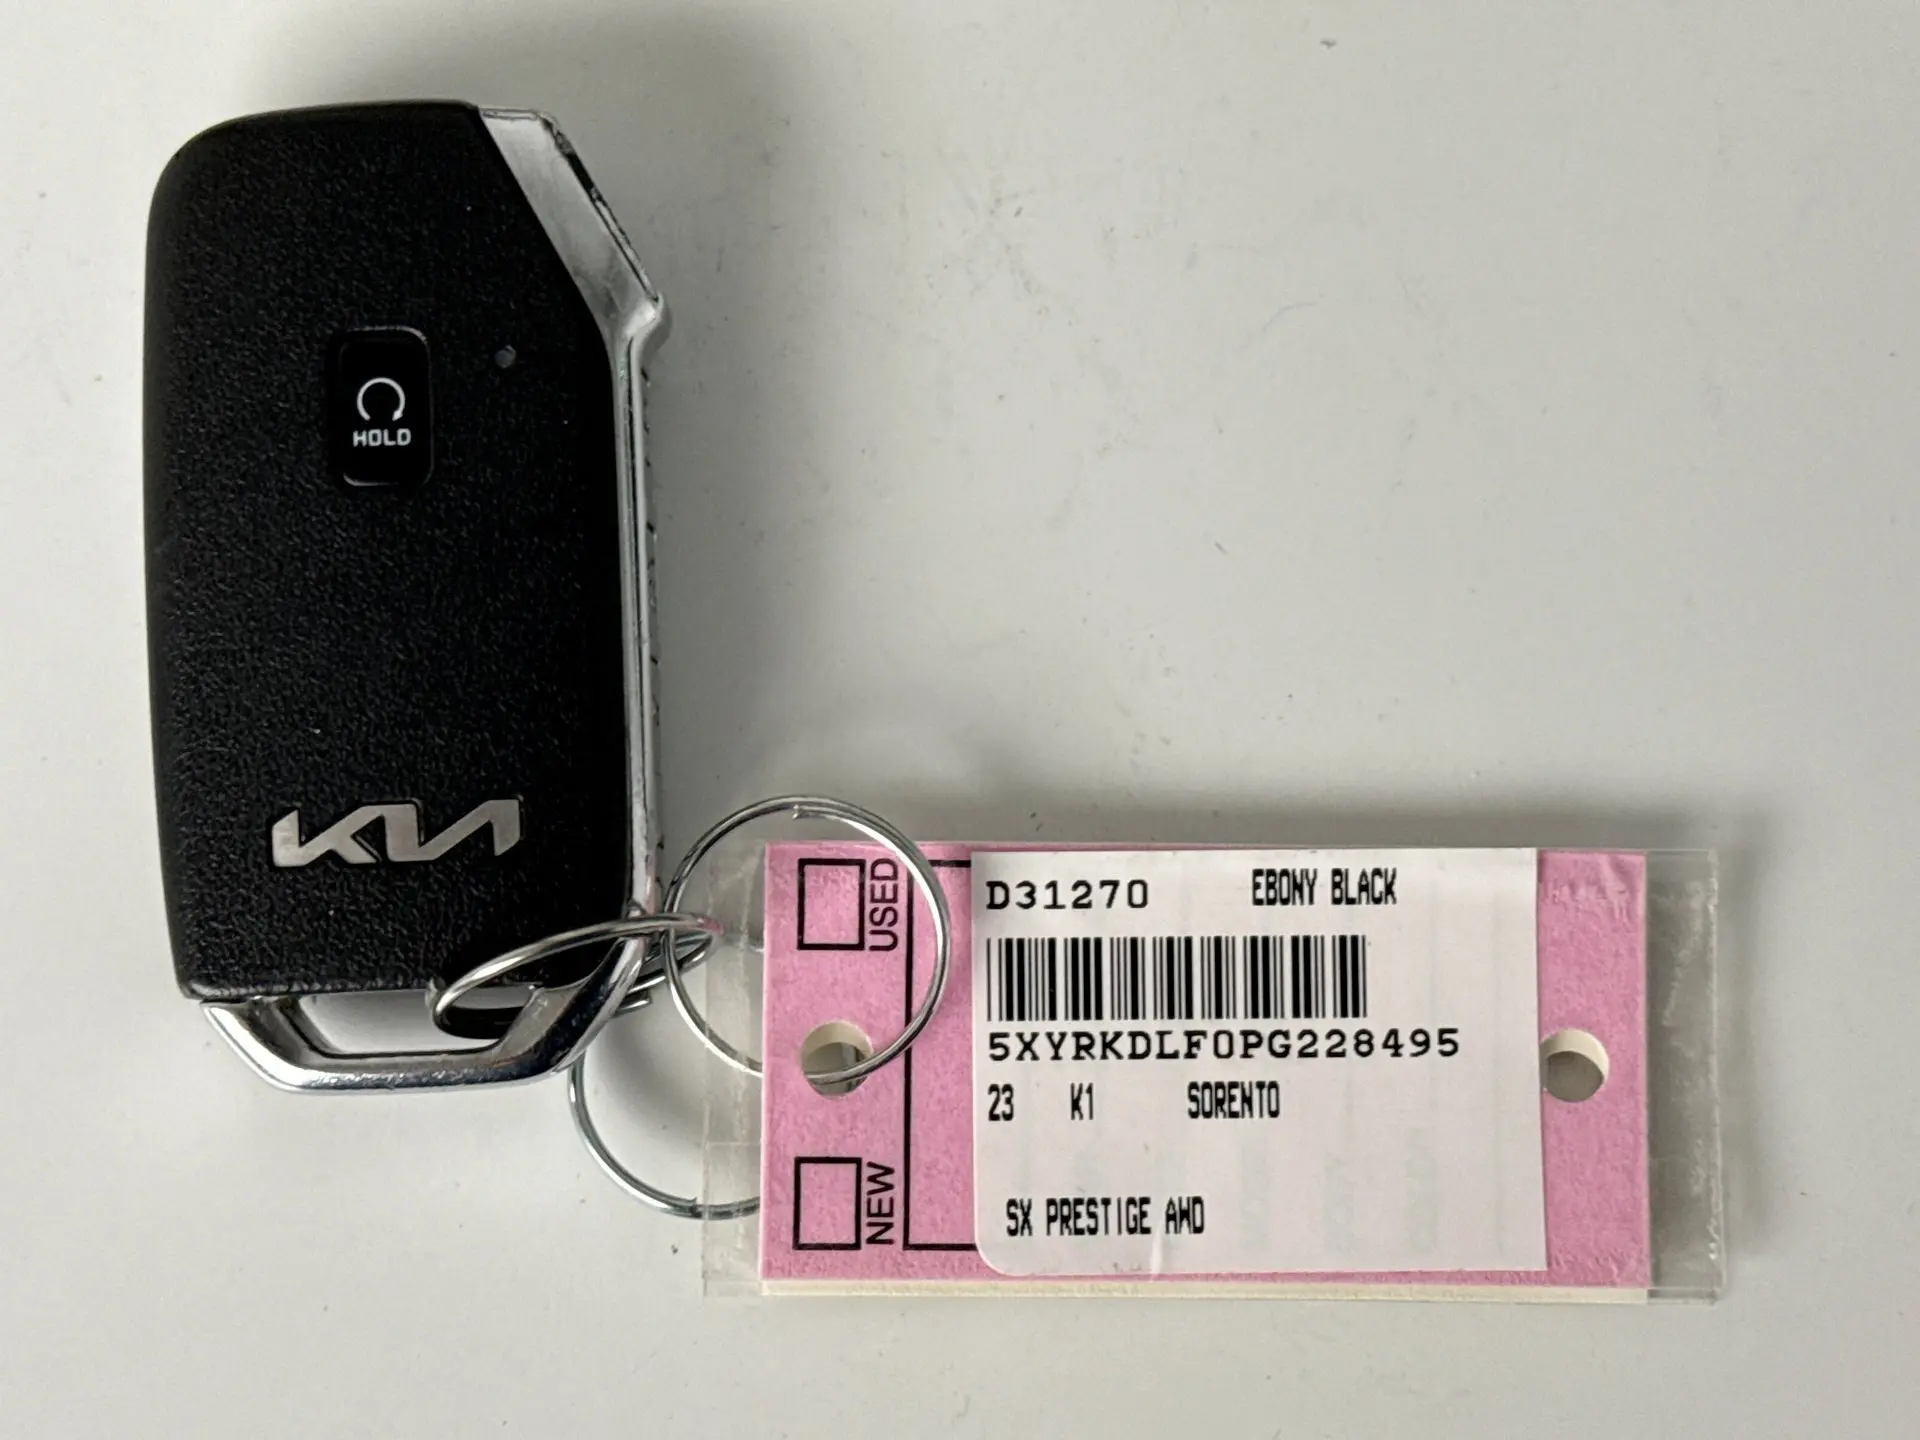 HOLD
KIA
USED
NEW
D31270 EBONY BLACK
5XYRKDLF0PG228495
23 K1 SORENTO
SX PRESTIGE AWD